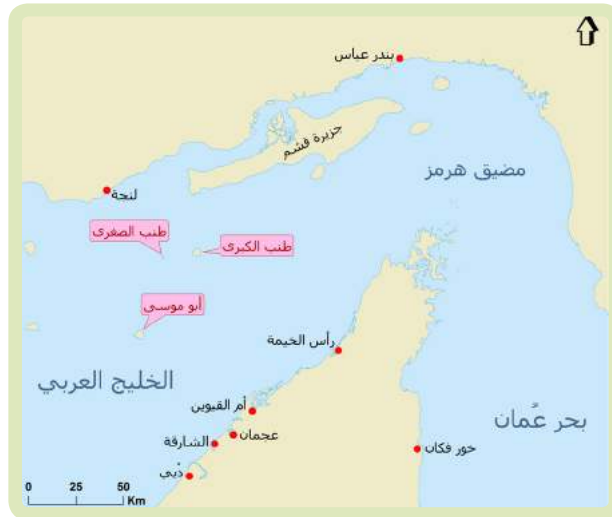 بندر عباس
جزيرة قشم
مضيق هرمز
لنجة
طنب الصغرى
طنب الكبرى
أبو موسى
رأس الخيمة
الخليج العربي
أم القيوين
بحر عُمان
عجمان
الشارقة
خور فكان
دُبي
0 25 50
Km